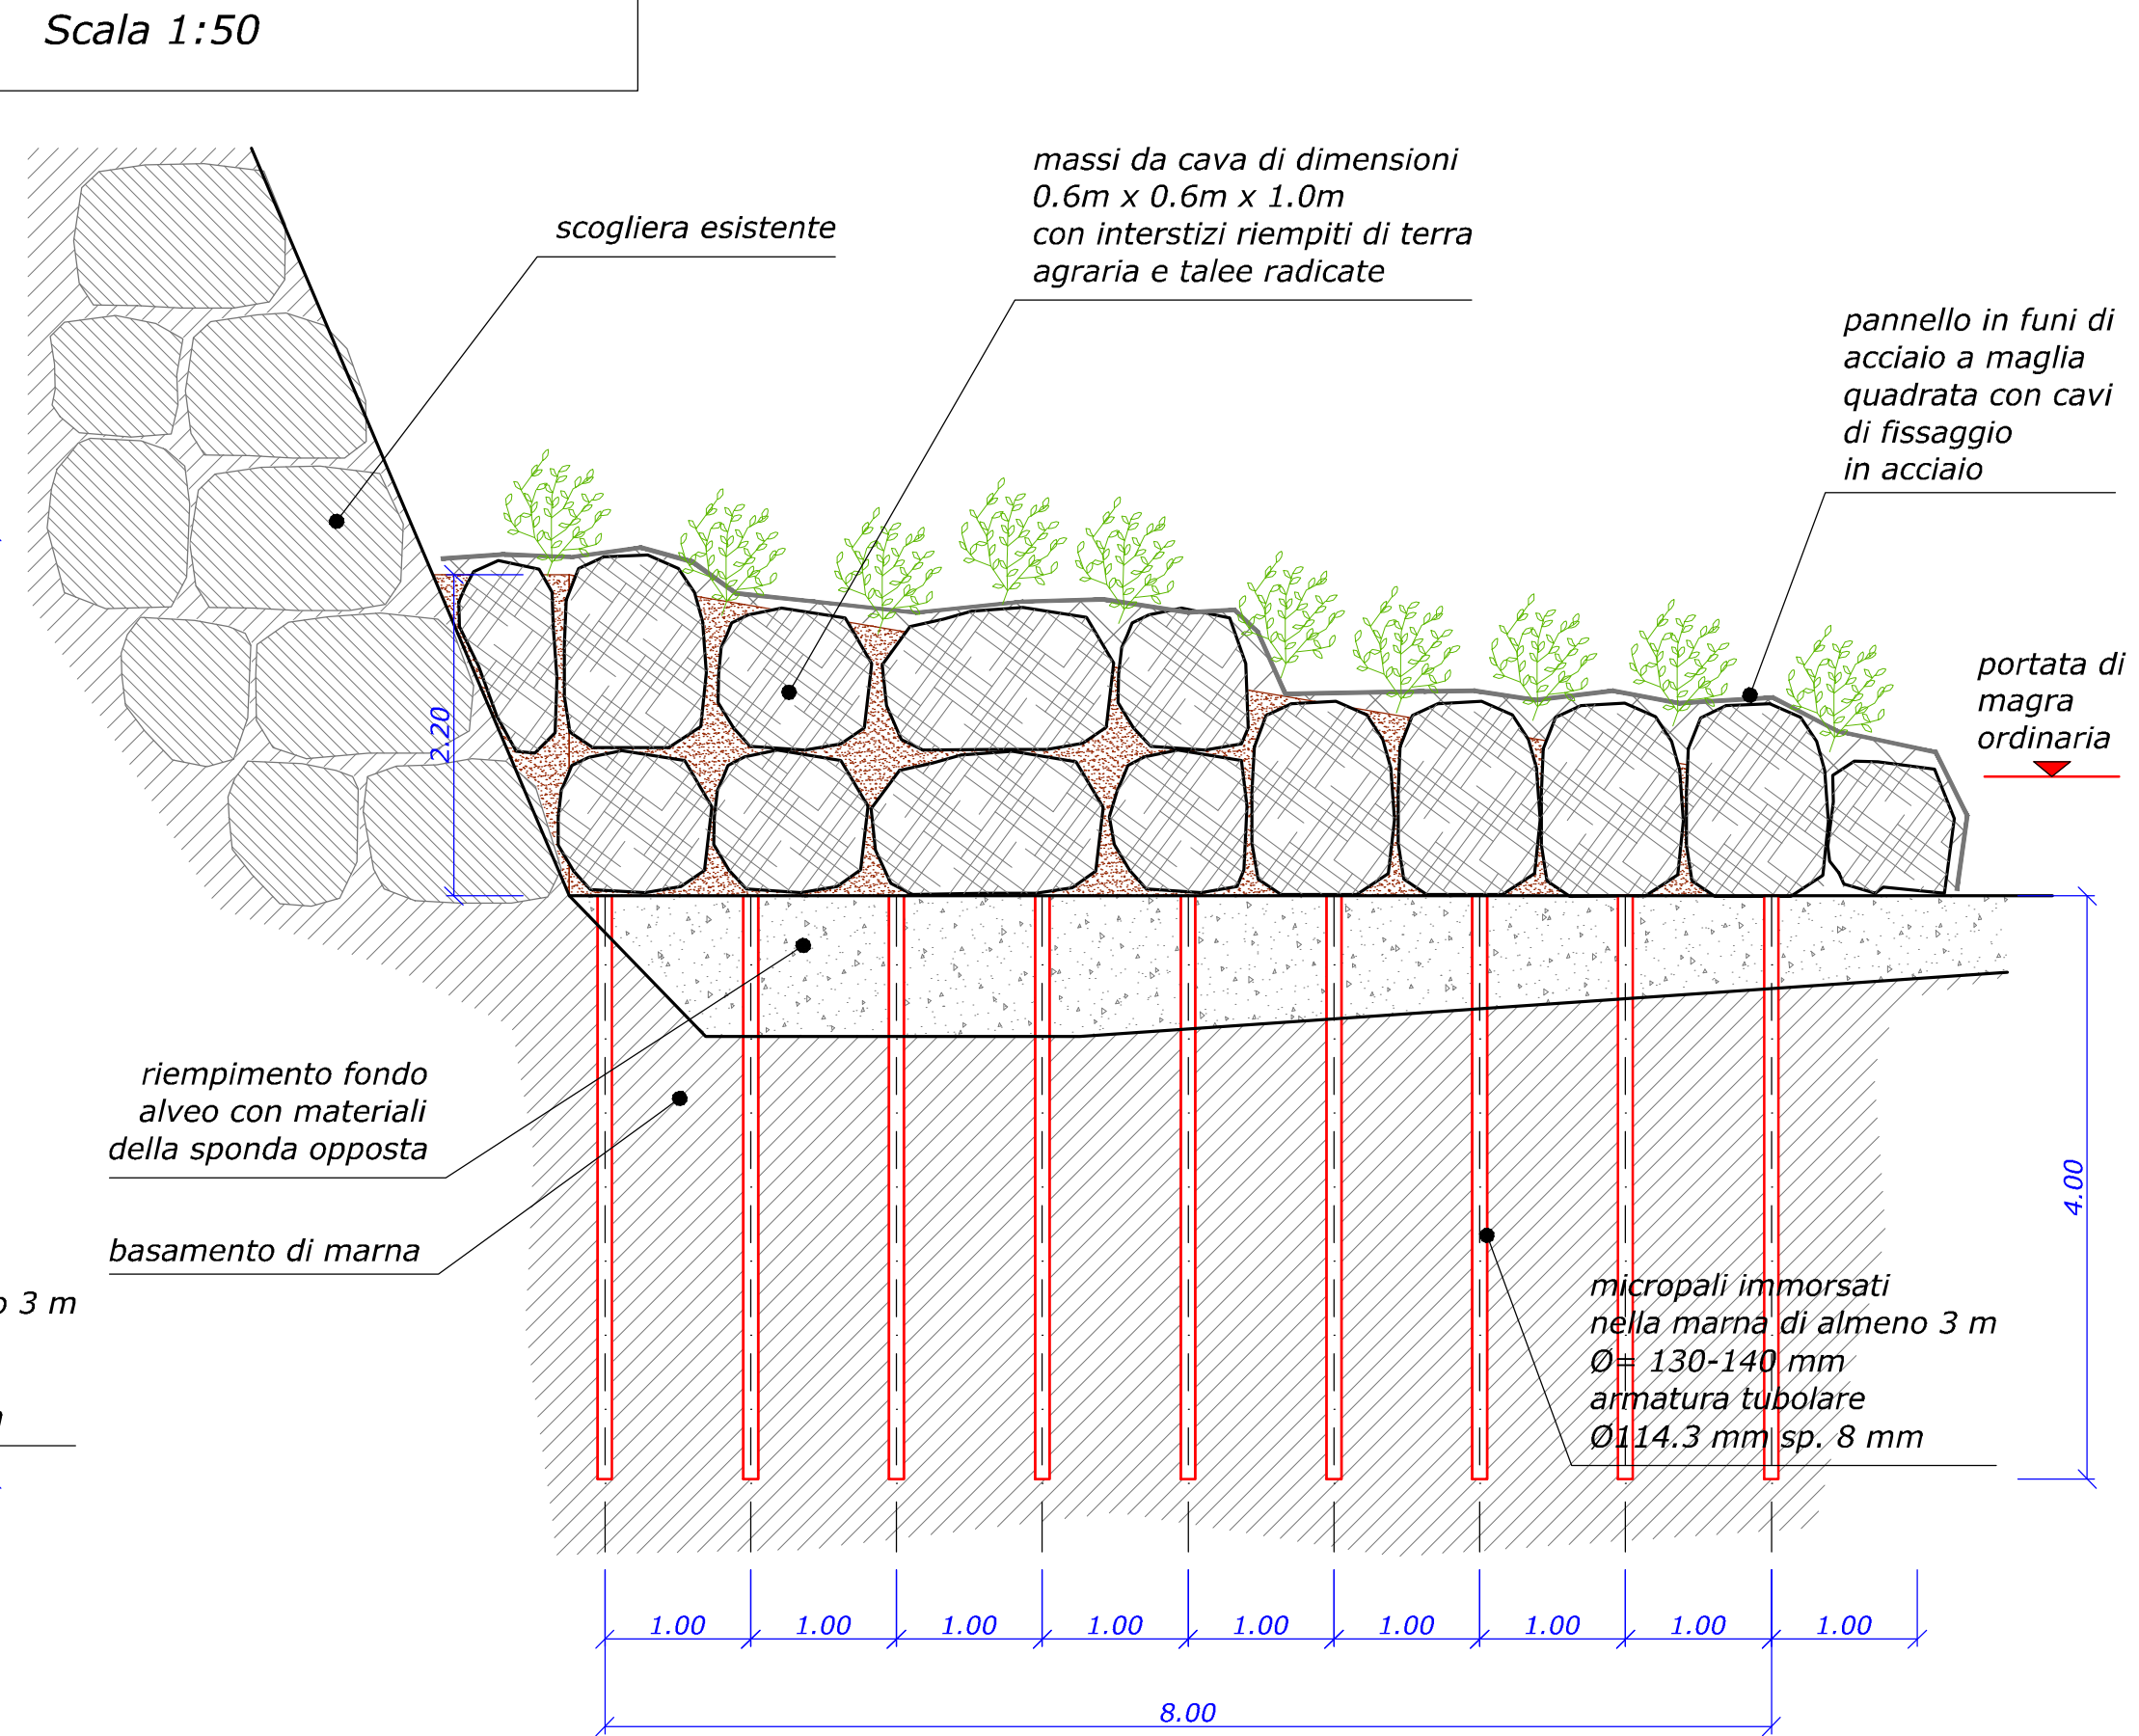 Scala 1:50
scogliera esistente
massi da cava di dimensioni
0.6m x 0.6m x 1.0m
con interstizi riempiti di terra
agraria e talee radicate
pannello in funi di
acciaio a maglia
quadrata con cavi
di fissaggio
in acciaio
portata di
magra
ordinaria
2.20
riempimento fondo
alveo con materiali
della sponda opposta
basamento di marna
3 m
4.00
micropali immorsati
nella marna di almeno 3 m
Ø= 130-140 mm
armatura tubolare
Ø114.3 mm sp. 8 mm
1.00 1.00 1.00 1.00 1.00 1.00 1.00 1.00 1.00
8.00